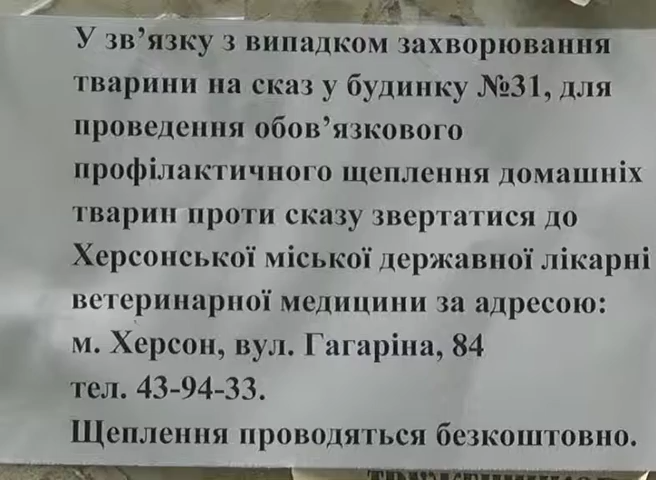 У зв’язку з випадком захворювання
тварини на сказ у будинку №31, для
проведення обов’язкового
профілактичного щеплення домашніх
тварин проти сказу звертатися до
Херсонської міської державної лікарні
ветеринарної медицини за адресою:
м. Херсон, вул. Гагаріна, 84
тел. 43-94-33.
Щеплення проводяться безкоштовно.